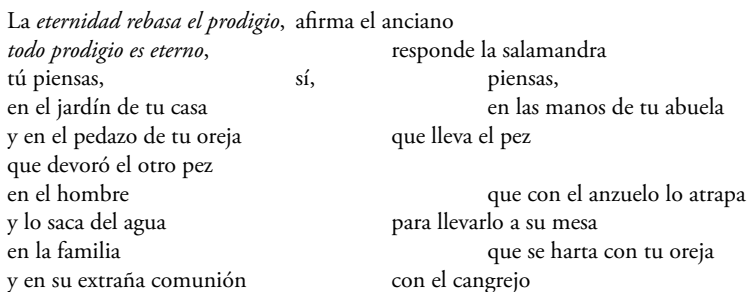 La eternidad rebasa el prodigio, afirma el anciano
todo prodigio es eterno, responde la salamandra
tú piensas, sí, piensas,
en el jardín de tu casa en las manos de tu abuela
y en el pedazo de tu oreja que lleva el pez
que devoró el otro pez
en el hombre que con el anzuelo lo atrapa
y lo saca del agua para llevarlo a su mesa
en la familia que se harta con tu oreja
y en su extraña comunión con el cangrejo